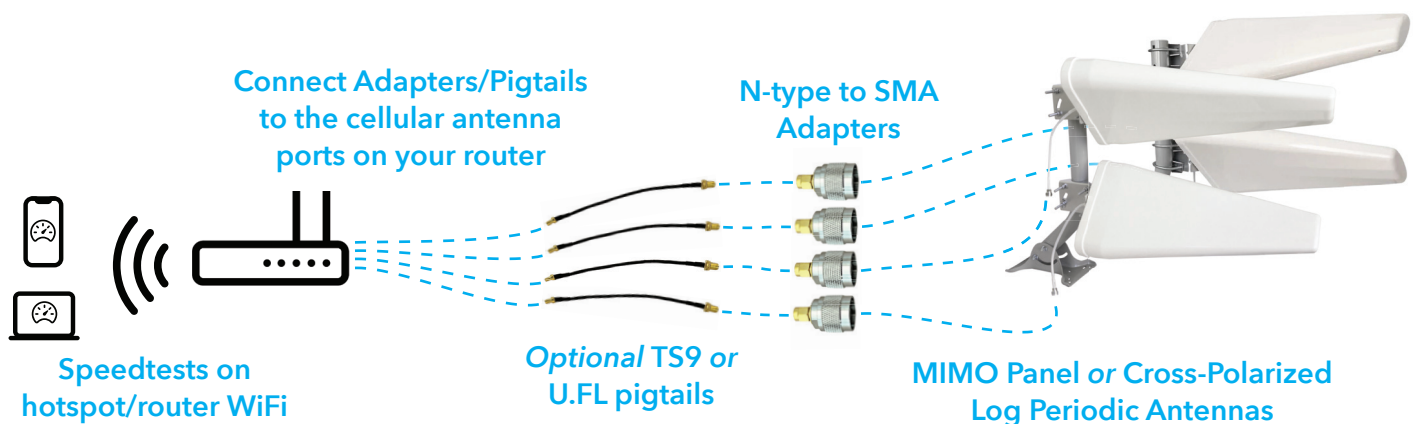 Connect Adapters/Pigtails
to the cellular antenna
ports on your router
N-type to SMA
Adapters
Speedtests on
hotspot/router WiFi
Optional TS9 or
U.FL pigtails
MIMO Panel or Cross-Polarized
Log Periodic Antennas